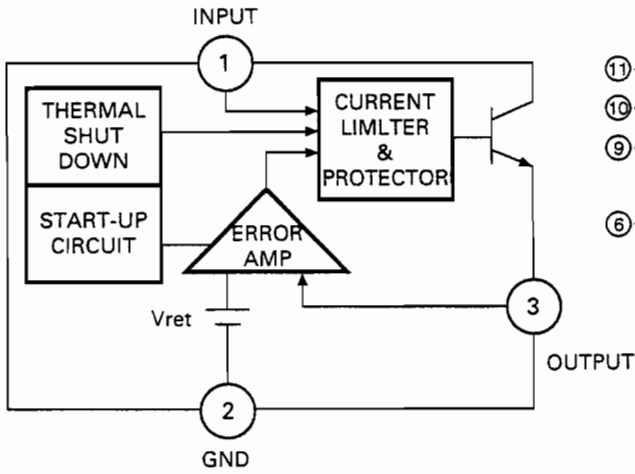 INPUT
1
THERMAL
SHUT
DOWN
CURRENT
LIMLTER
&
PROTECTOR
START-UP
CIRCUIT
ERROR
AMP
Vret
3
OUTPUT
2
GND
11
10
9
6